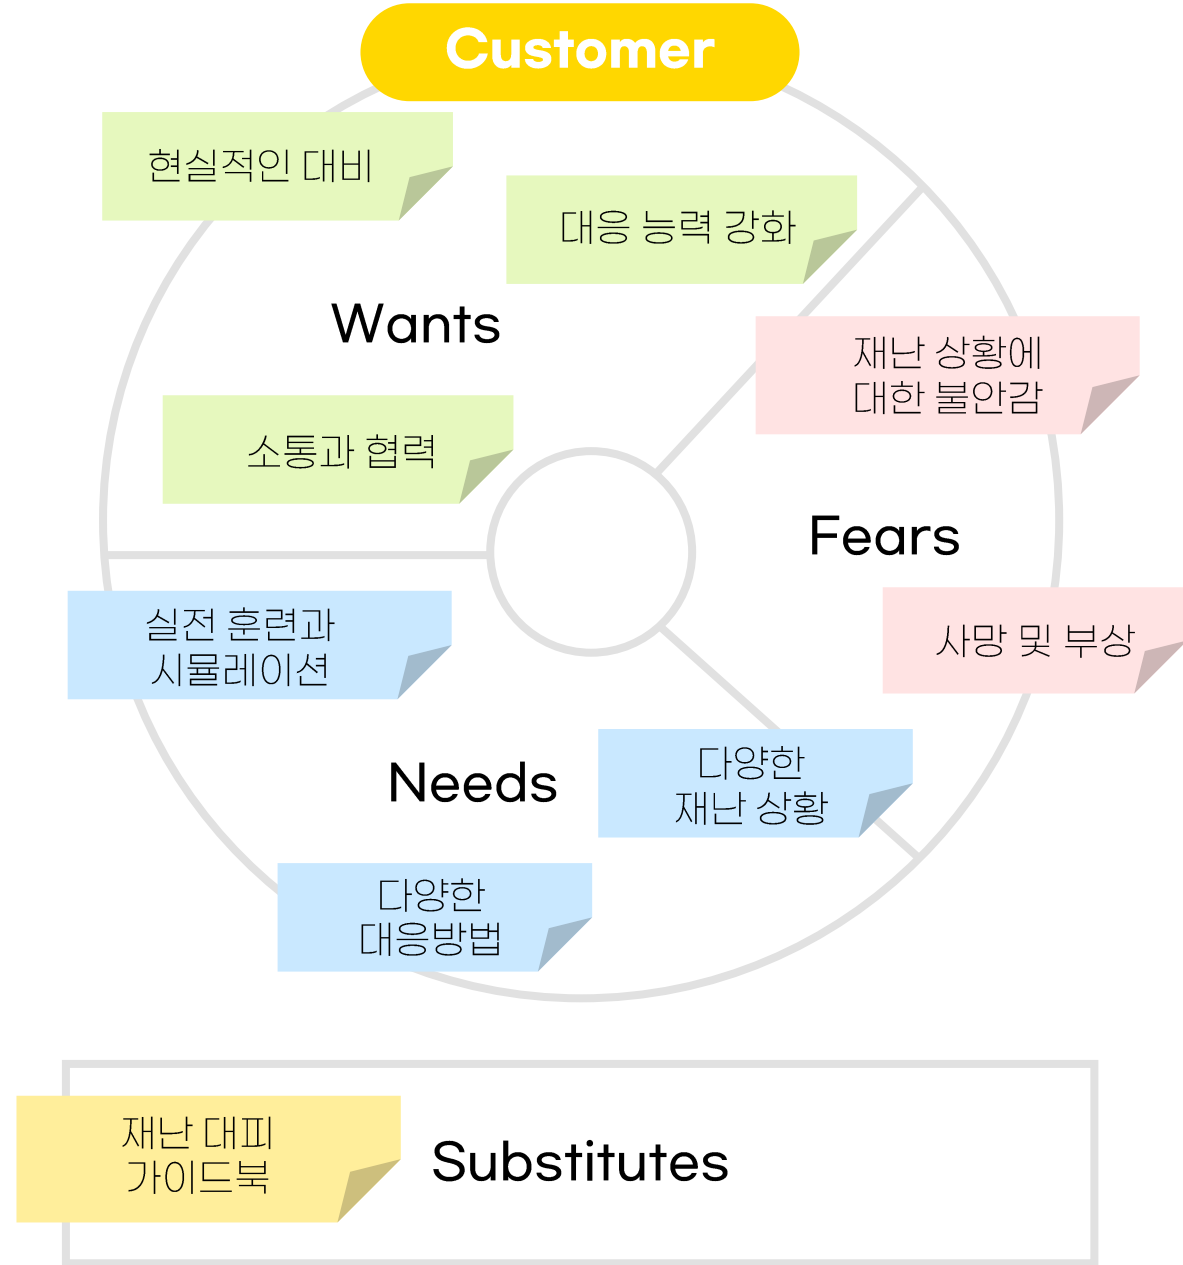 Customer
현실적인 대비
대응 능력 강화
Wants
재난 상황에
대한 불안감
소통과 협력
Fears
실전 훈련과
시뮬레이션
사망 및 부상
Needs
다양한
재난 상황
다양한
대응방법
재난 대피
가이드북
Substitutes